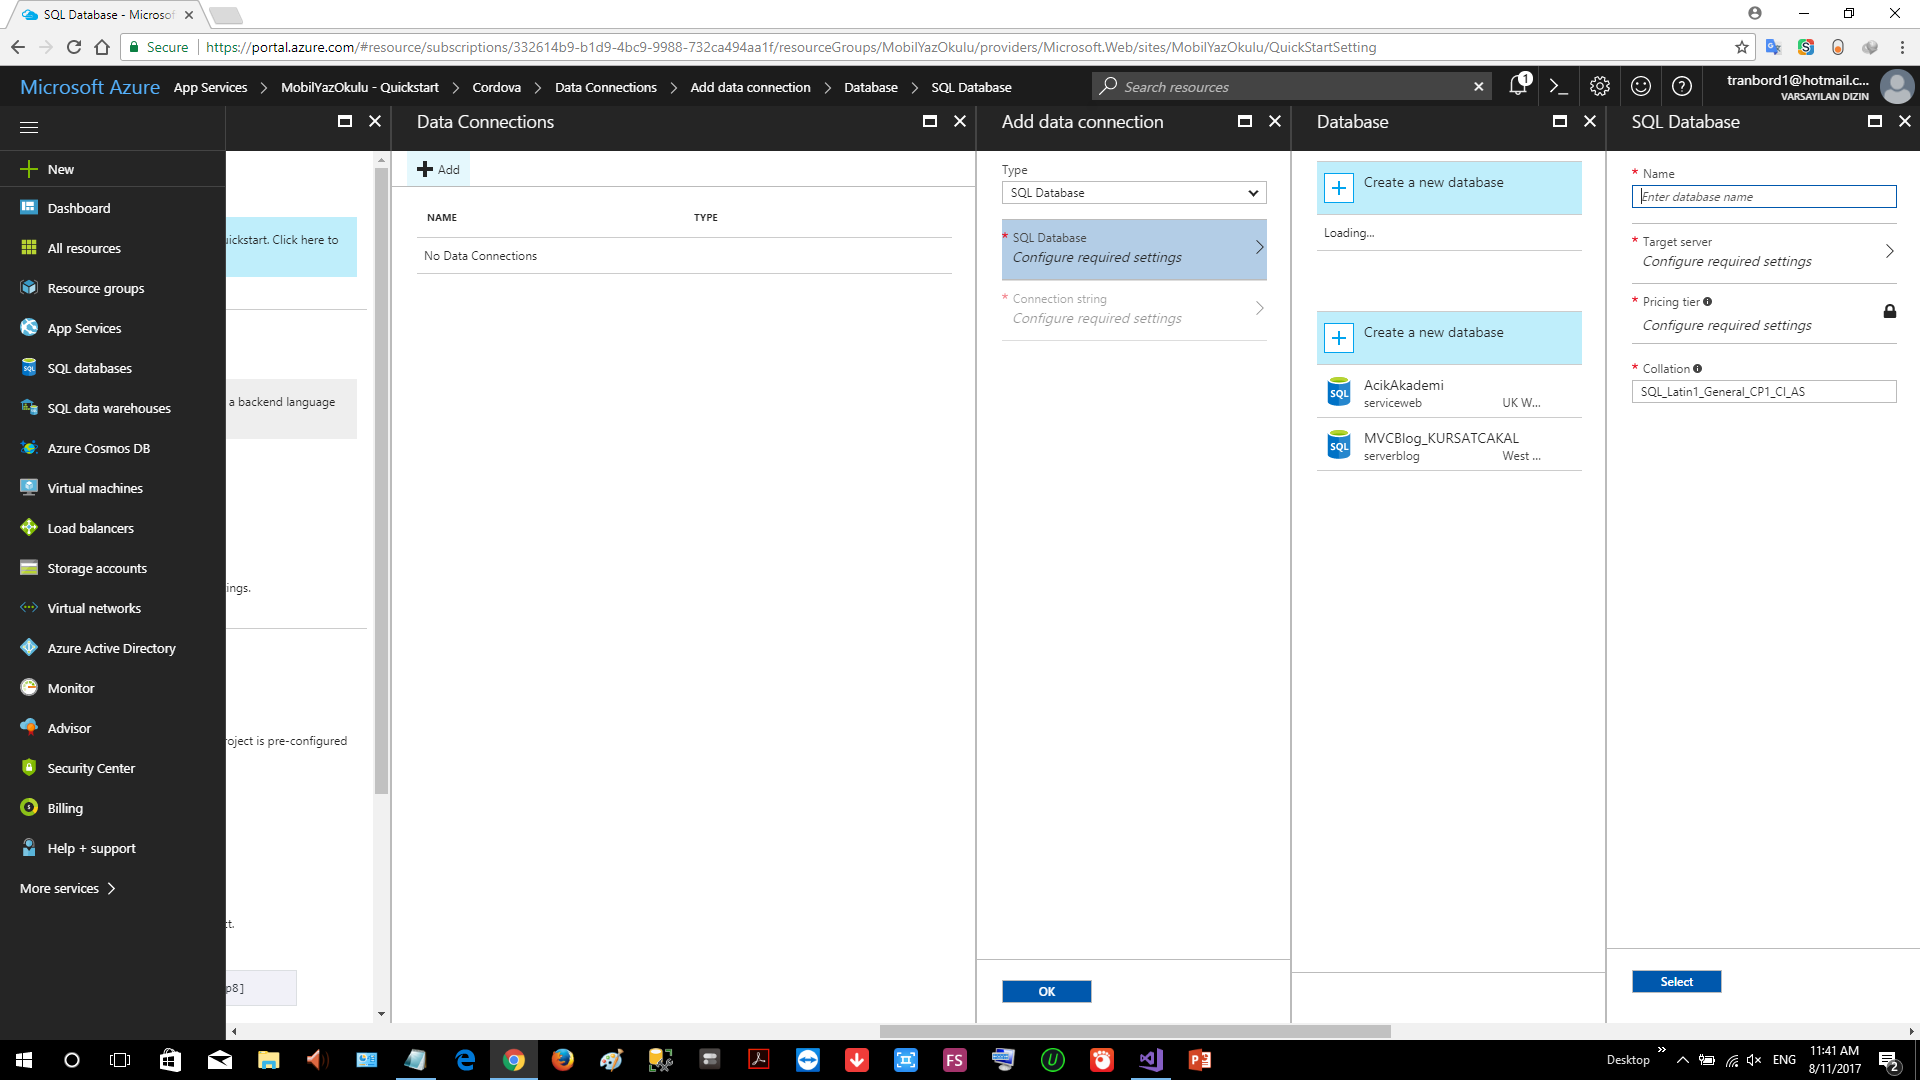 SQL Database - Microsof
Secure
https://portal.azure.com/#resource/subscriptions/332614b9-b1d9-4bc9-9988-732ca494aa1f/resourceGroups/MobilYazOkulu/providers/Microsoft.Web/sites/MobilYazOkulu/QuickStartSetting
Microsoft Azure
App Services
MobilYazOkulu - Quickstart
Cordova
Data Connections
Add data connection
Database
SQL Database
Search resources
1
tranbord1@hotmail.c...
VARSAYILAN DIZIN
New
Dashboard
All resources
Resource groups
App Services
SQL databases
SQL data warehouses
Azure Cosmos DB
Virtual machines
Load balancers
Storage accounts
Virtual networks
Azure Active Directory
Monitor
Advisor
Security Center
Billing
Help + support
More services
uickstart. Click here to
a backend language
ings.
roject is pre-configured
ct.
p8]
Data Connections
Add
NAME
TYPE
No Data Connections
Add data connection
Type
SQL Database
* SQL Database
Configure required settings
* Connection string
Configure required settings
OK
Database
Create a new database
Loading...
Create a new database
SQL
AcikAkademi
serviceweb
UK W...
SQL
MVCBlog_KURSATCAKAL
serverblog
West ...
SQL Database
* Name
Enter database name
* Target server
Configure required settings
* Pricing tier
Configure required settings
* Collation
SQL_Latin1_General_CP1_CI_AS
Select
FS
Desktop
ENG
11:41 AM
8/11/2017
2